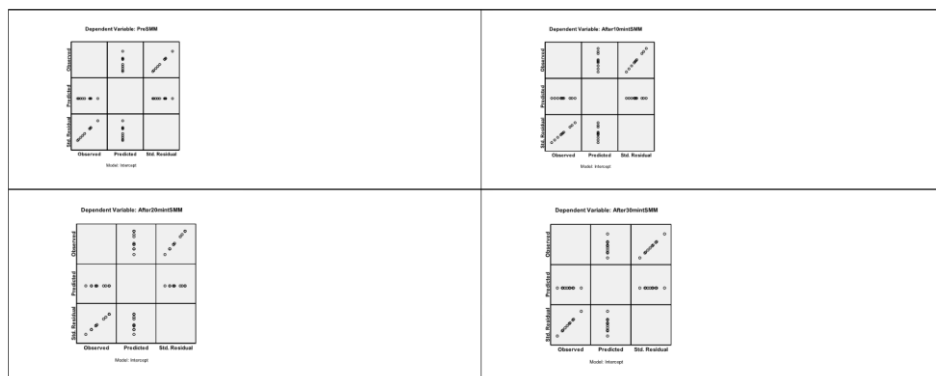 Dependent Variable: PreSMM
Observed
Predicted
Std. Residual
Observed Predicted Std. Residual
Model: Intercept
Dependent Variable: After10mintSMM
Observed
Predicted
Std. Residual
Observed Predicted Std. Residual
Model: Intercept
Dependent Variable: After20mintSMM
Observed
Predicted
Std. Residual
Observed Predicted Std. Residual
Model: Intercept
Dependent Variable: After30mintSMM
Observed
Predicted
Std. Residual
Observed Predicted Std. Residual
Model: Intercept